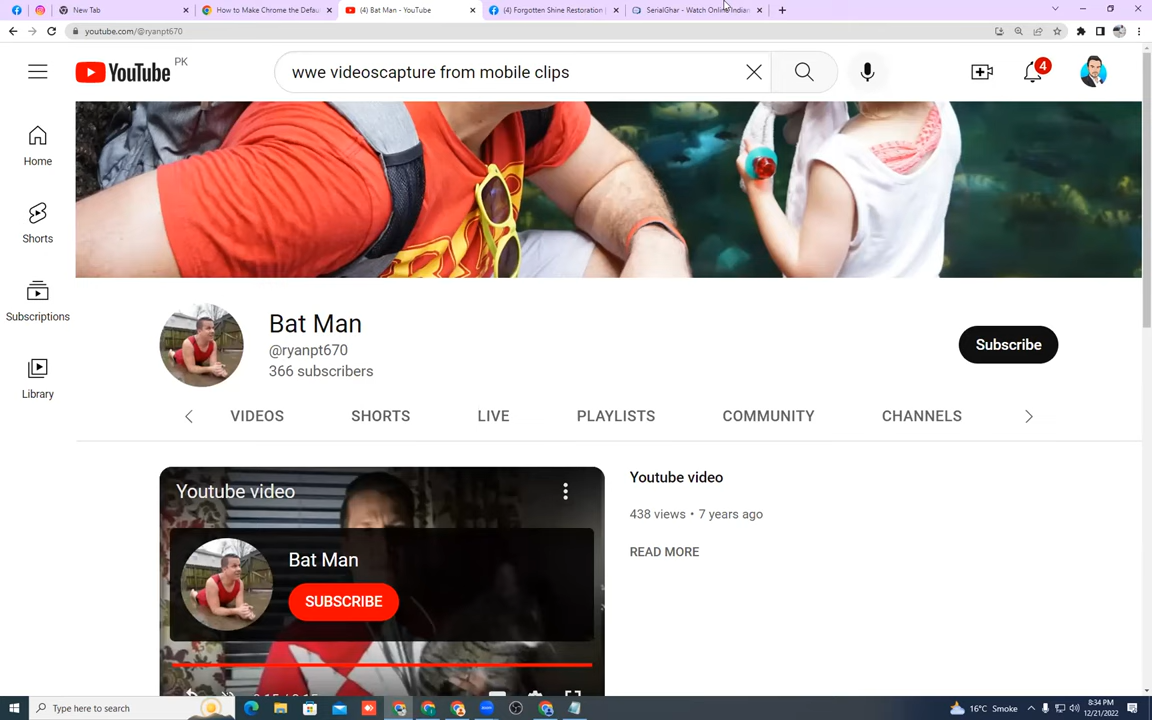 New Tab
How to Make Chrome the Defau
(4) Bat Man - YouTube
(4) Forgotten Shine Restoration |
SerialGhar - Watch Online Indian
youtube.com/@ryanpt670
YouTube PK
wwe videoscapture from mobile clips
4
Home
Shorts
Subscriptions
Library
Bat Man
@ryanpt670
366 subscribers
Subscribe
VIDEOS SHORTS LIVE PLAYLISTS COMMUNITY CHANNELS
Youtube video
Bat Man
SUBSCRIBE
Youtube video
438 views • 7 years ago
READ MORE
Type here to search
16°C Smoke
8:34 PM
12/21/2022